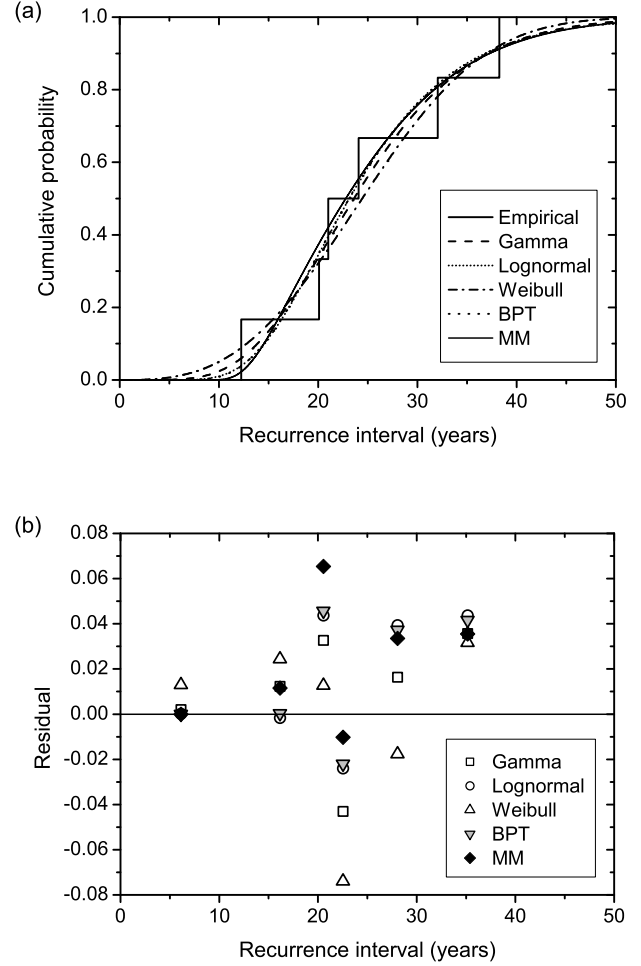 (a)
1.0
0.8
0.6
0.4
0.2
0.0
Cumulative probability
Empirical
Gamma
Lognormal
Weibull
BPT
MM
0 10 20 30 40 50
Recurrence interval (years)
(b)
0.08
0.06
0.04
0.02
0.00
-0.02
-0.04
-0.06
-0.08
Residual
Gamma
Lognormal
Weibull
BPT
MM
0 10 20 30 40 50
Recurrence interval (years)